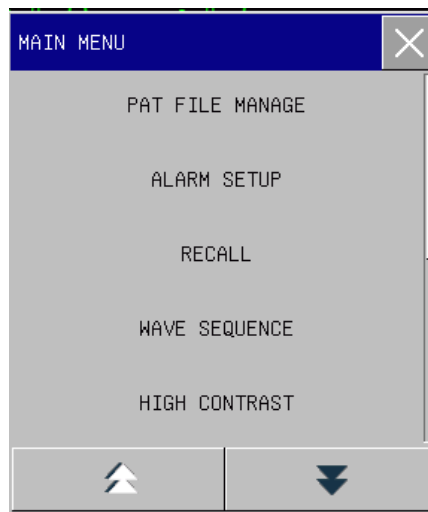 MAIN MENU
PAT FILE MANAGE
ALARM SETUP
RECALL
WAVE SEQUENCE
HIGH CONTRAST